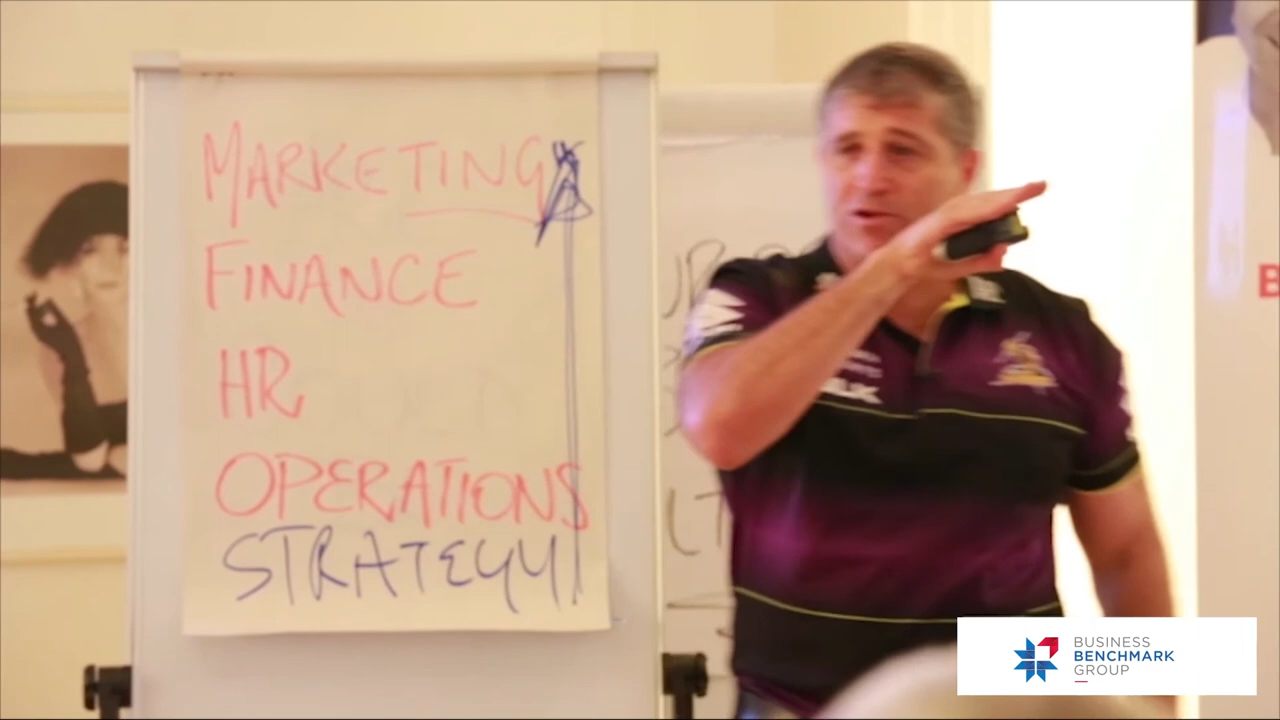 MARKETING
FINANCE
HR
OPERATIONS
STRATEGY
BUSINESS
BENCHMARK
GROUP
B